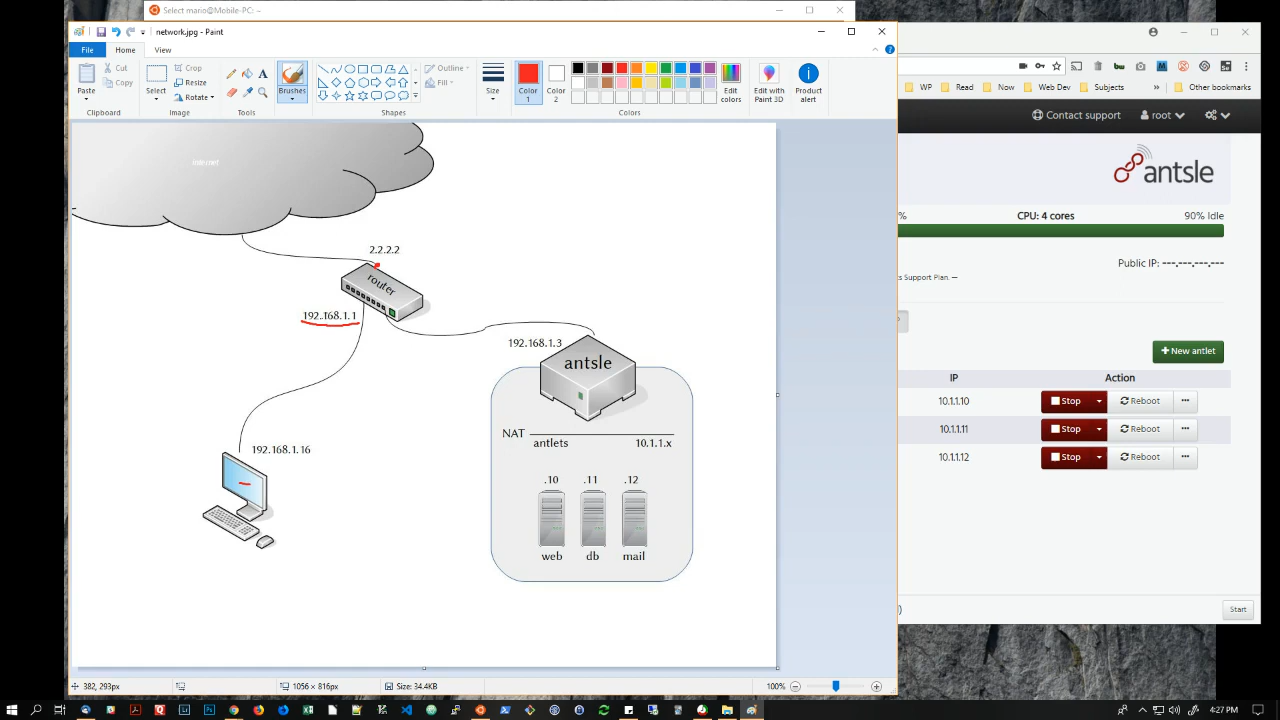 Select mario@Mobile-PC: ~
network.jpg - Paint
File
Home
View
Paste
Cut
Copy
Clipboard
Select
Crop
Resize
Rotate
Image
Tools
Brushes
Outline
Fill
Shapes
Size
Color
1
Color
2
Edit
colors
Edit with
Paint 3D
Product
alert
Colors
internet
2.2.2.2
router
192.168.1.1
192.168.1.3
antsle
NAT
antlets
10.1.1.x
192.168.1.16
.10
.11
.12
web
db
mail
382, 293px
1056 × 816px
Size: 34.4KB
100%
WP
Read
Now
Web Dev
Subjects
»
Other bookmarks
Contact support
root
antsle
%
CPU: 4 cores
90% Idle
Public IP: ---.---.---.---
s Support Plan. —
New antlet
IP
Action
10.1.1.10
Stop
Reboot
10.1.1.11
Stop
Reboot
10.1.1.12
Stop
Reboot
Start
4:27 PM